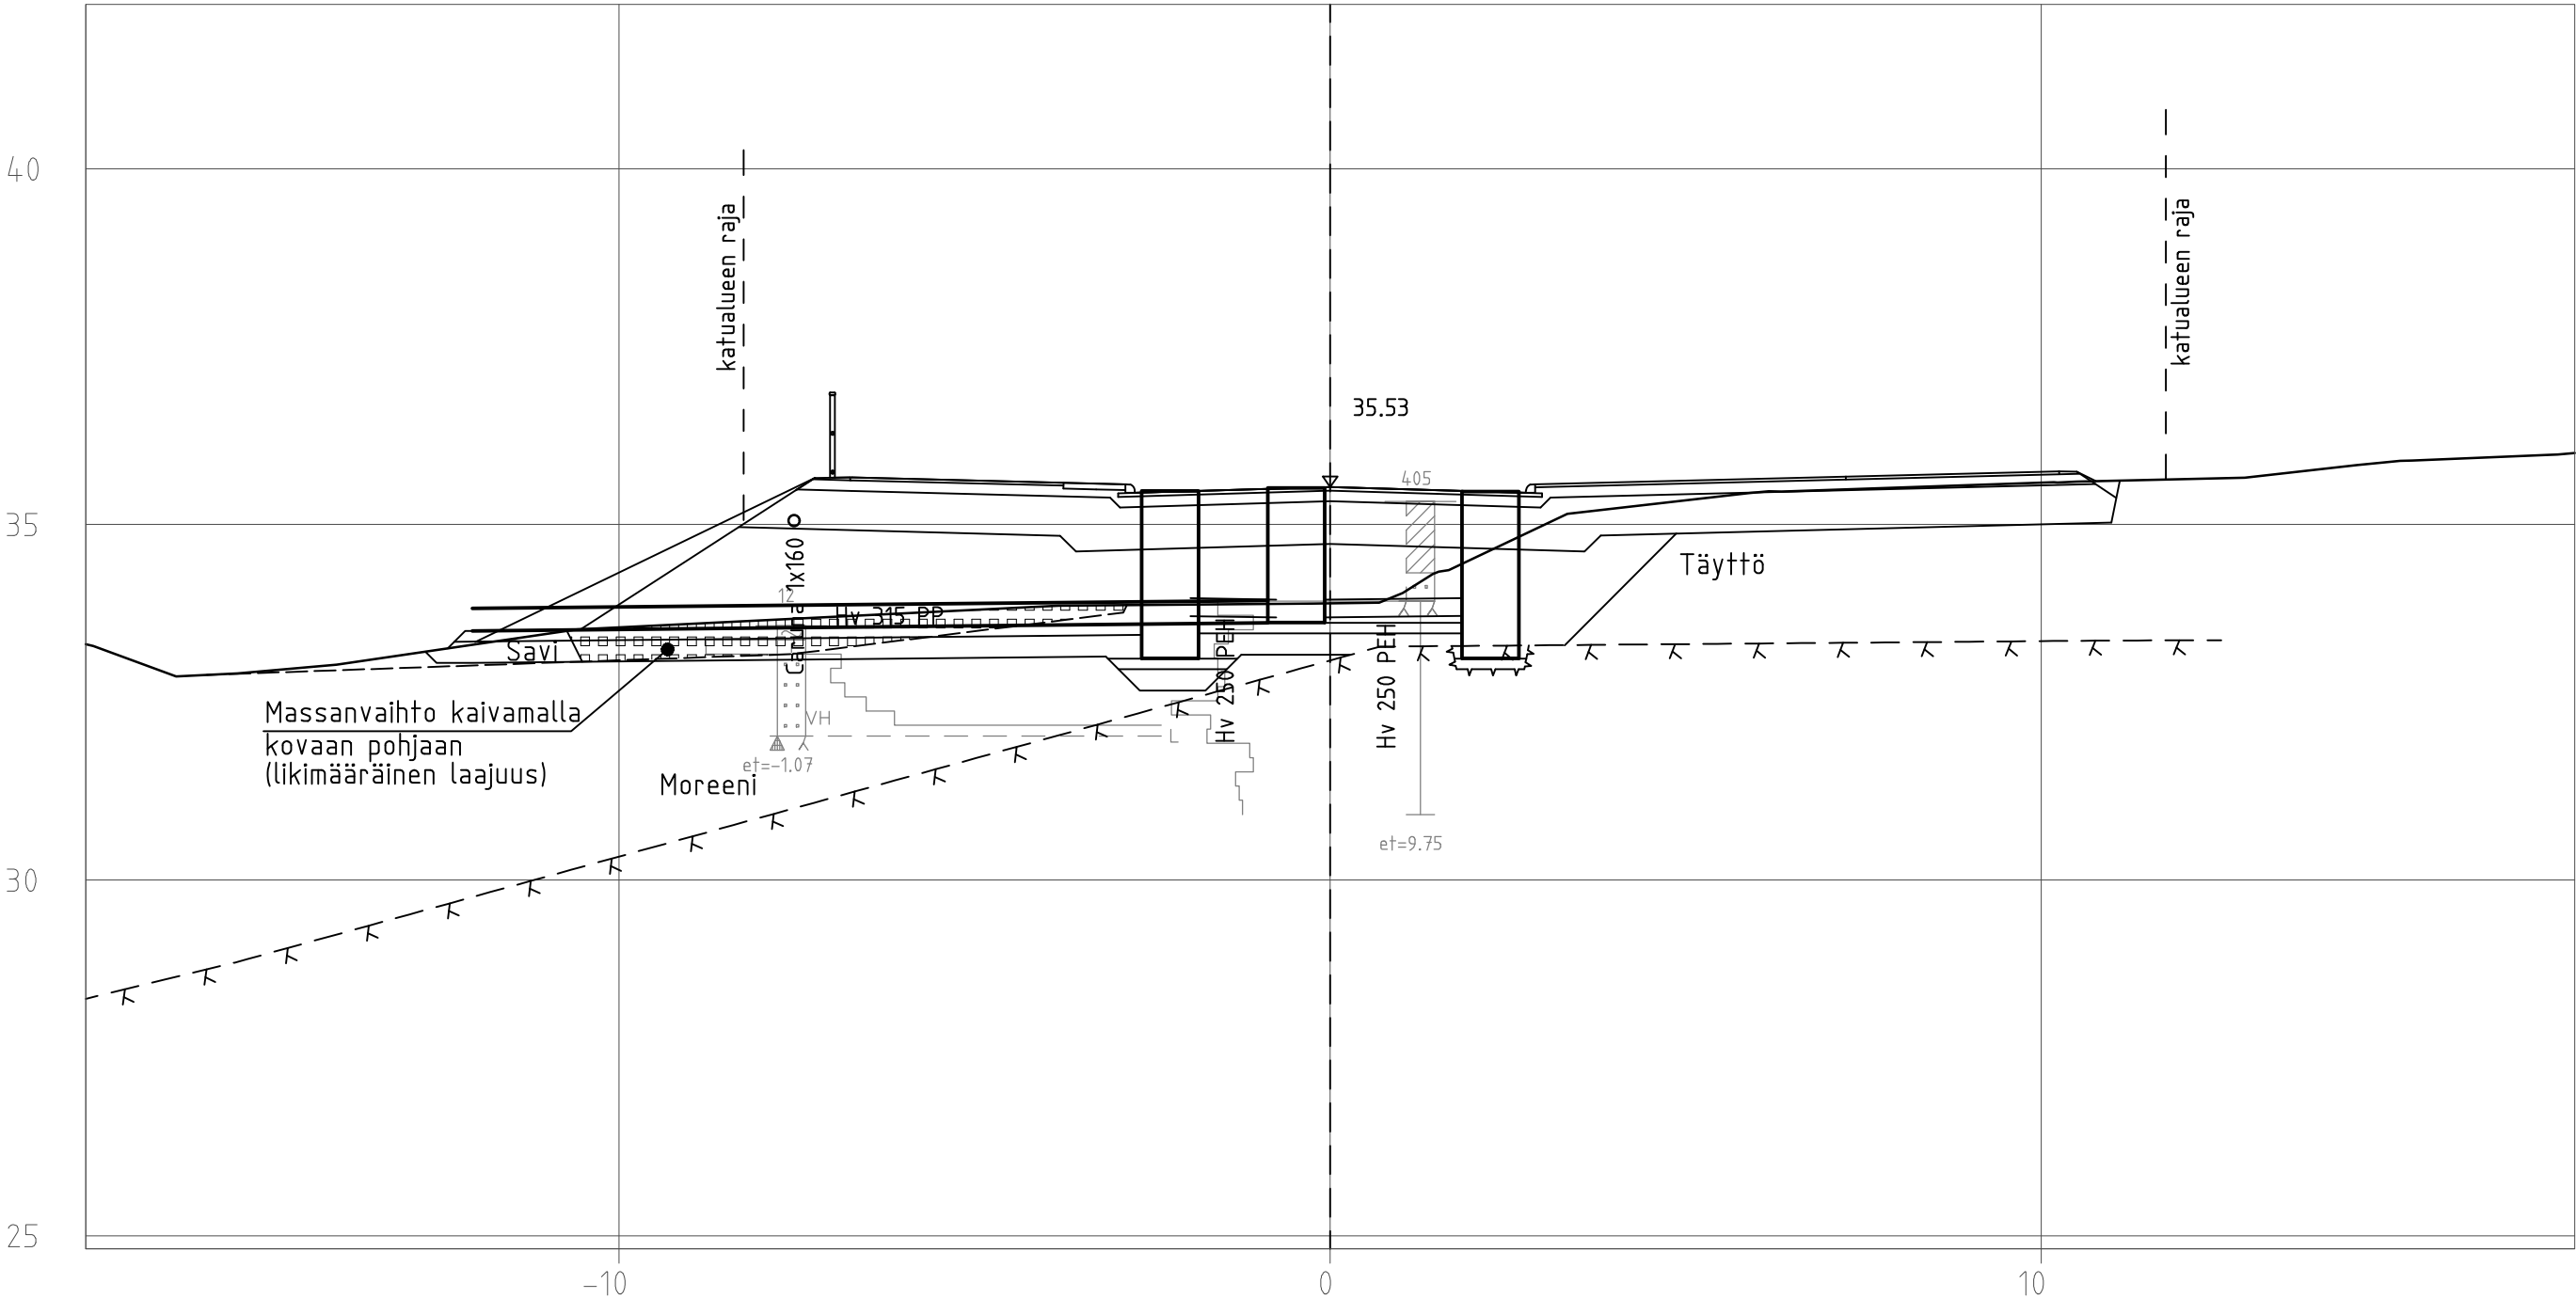 40
katualueen raja
katualueen raja
35.53
405
35
Täyttö
12
Caruna 1x160
Hv 315 PP
Savi
Hv 250 PEH
Hv 250 PEH
Massanvaihto kaivamalla
kovaan pohjaan
(likimääräinen laajuus)
VH
et=-1.07
Moreeni
et=9.75
30
25
-10
0
10